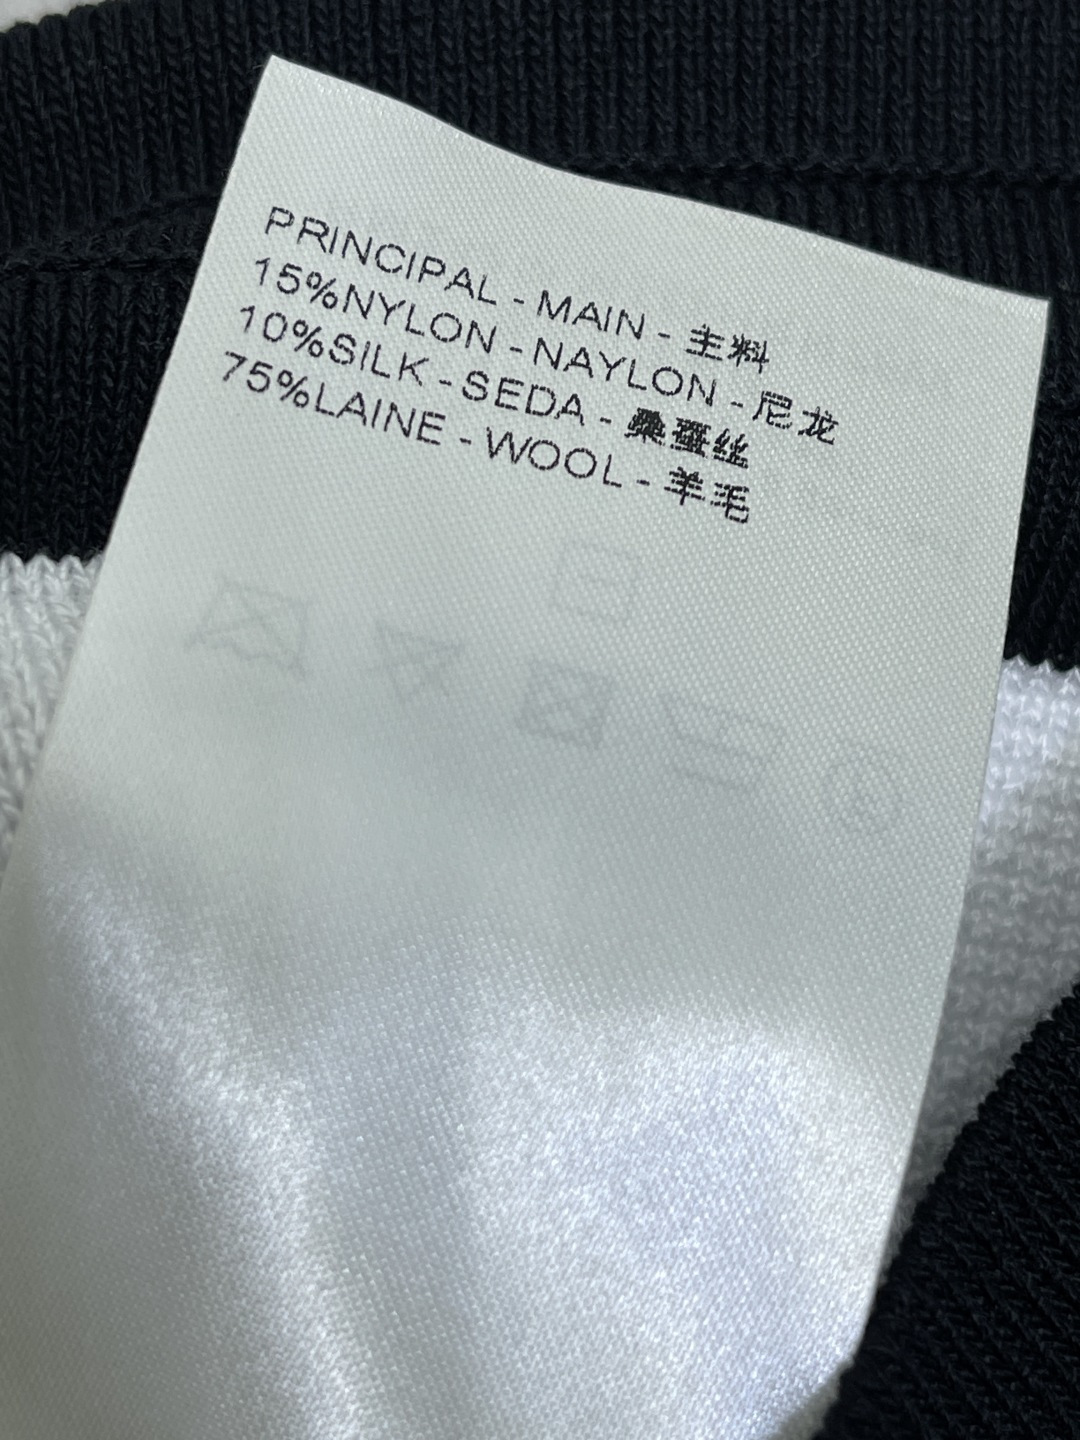 PRINCIPAL - MAIN - 主料
15%NYLON - NAYLON - 尼龙
10%SILK - SEDA - 桑蚕丝
75%LAINE - WOOL - 羊毛